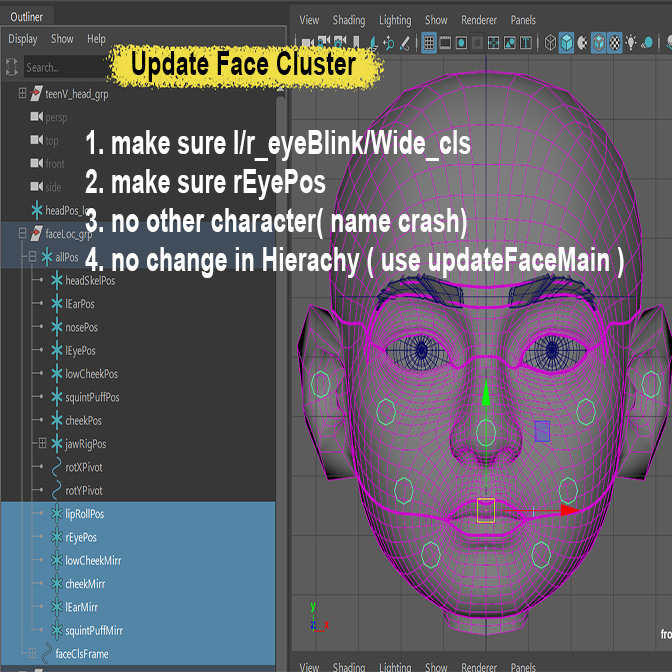 Outliner
Display Show Help
Search...
View Shading Lighting Show Renderer Panels
Update Face Cluster
teenV_head_grp
persp
top
front
side
headPos_l
faceLoc_grp
allPos
headSkelPos
lEarPos
nosePos
lEyePos
lowCheekPos
squintPuffPos
cheekPos
jawRigPos
rotXPivot
rotYPivot
lipRollPos
rEyePos
lowCheekMirr
cheekMirr
lEarMirr
squintPuffMirr
faceClsFrame
1. make sure l/r_eyeBlink/Wide_cls
2. make sure rEyePos
3. no other character( name crash)
4. no change in Hierachy ( use updateFaceMain )
y
z x
fro
View Shading Lighting Show Renderer Panels